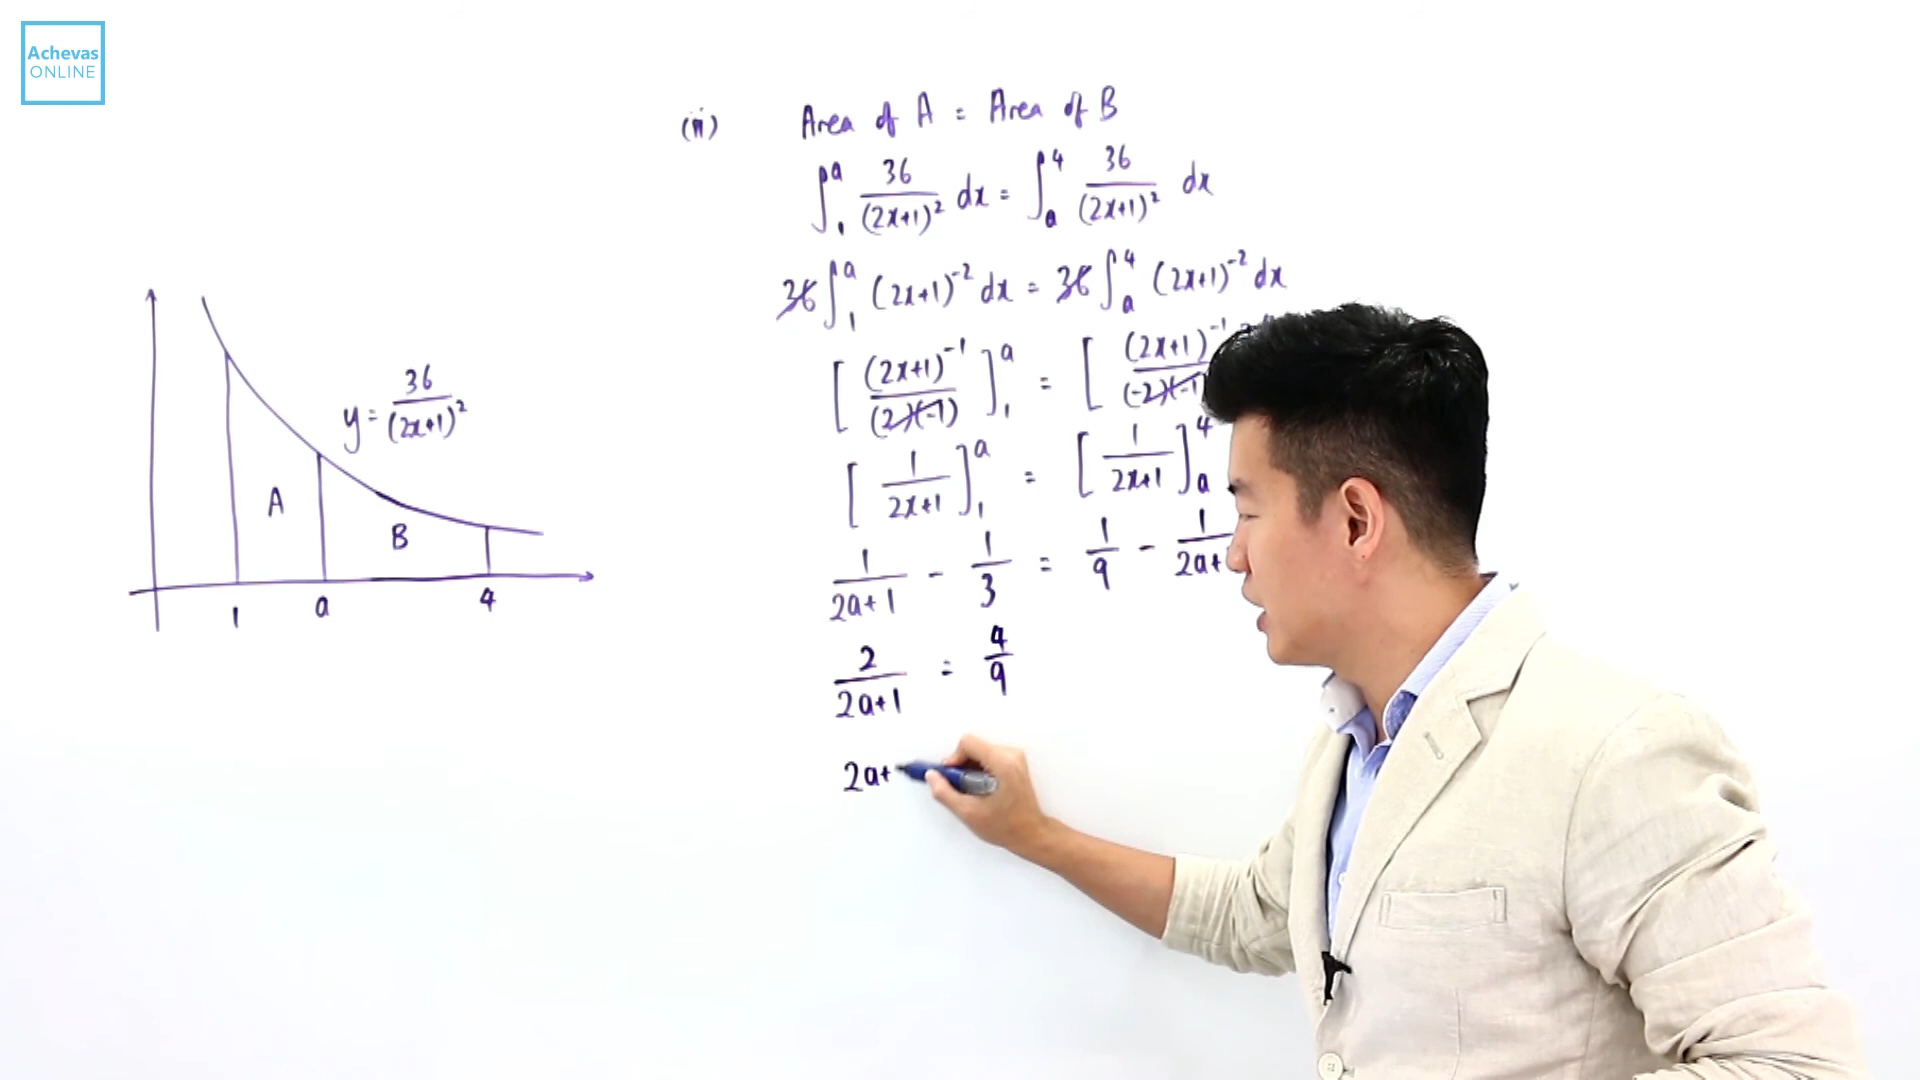 Achevas
ONLINE
(ii) Area of A = Area of B
∫₁ᵃ 36/(2x+1)² dx = ∫ₐ⁴ 36/(2x+1)² dx
36∫₁ᵃ (2x+1)⁻² dx = 36∫ₐ⁴ (2x+1)⁻² dx
[(2x+1)⁻¹/(2)(-1)]₁ᵃ = [(2x+1)⁻¹/(-2)(-1)
[1/(2x+1)]₁ᵃ = [1/(2x+1)]ₐ⁴
1/(2a+1) - 1/3 = 1/9 - 1/(2a+
2/(2a+1) = 4/9
2a+
y = 36/(2x+1)²
A
B
1 a 4